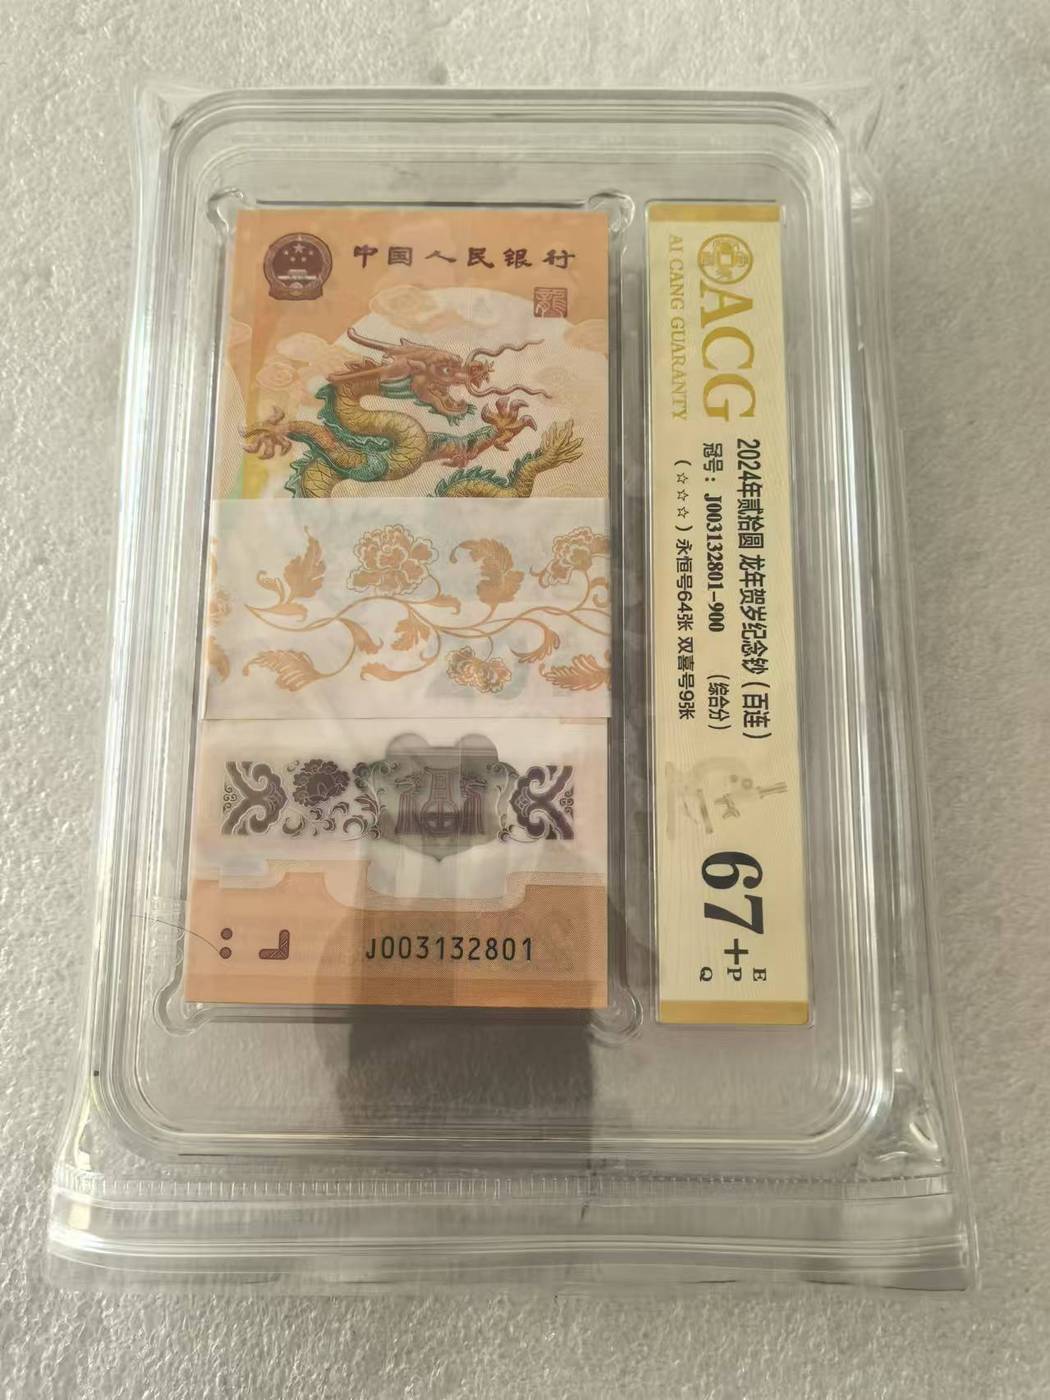 中国人民银行
龍
J003132801
ACG
AI CANG GUARANTY
2024年贰拾圆 龙年贺岁纪念钞（百连）
冠号：J003132801-900 （综合分）
（☆☆☆）永恒号64张 双喜号9张
67+
E
P
Q